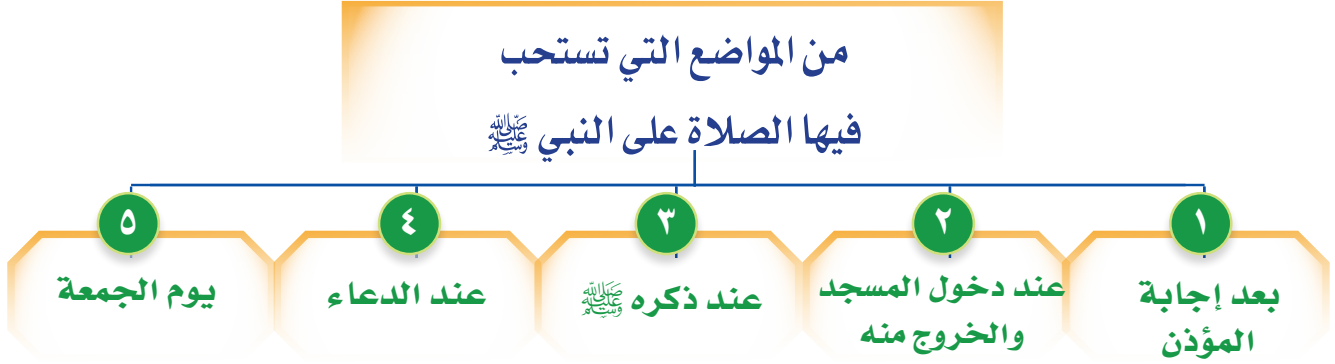 من المواضع التي تستحب
فيها الصلاة على النبي ﷺ
١
بعد إجابة
المؤذن
٢
عند دخول المسجد
والخروج منه
٣
عند ذكره ﷺ
٤
عند الدعاء
٥
يوم الجمعة